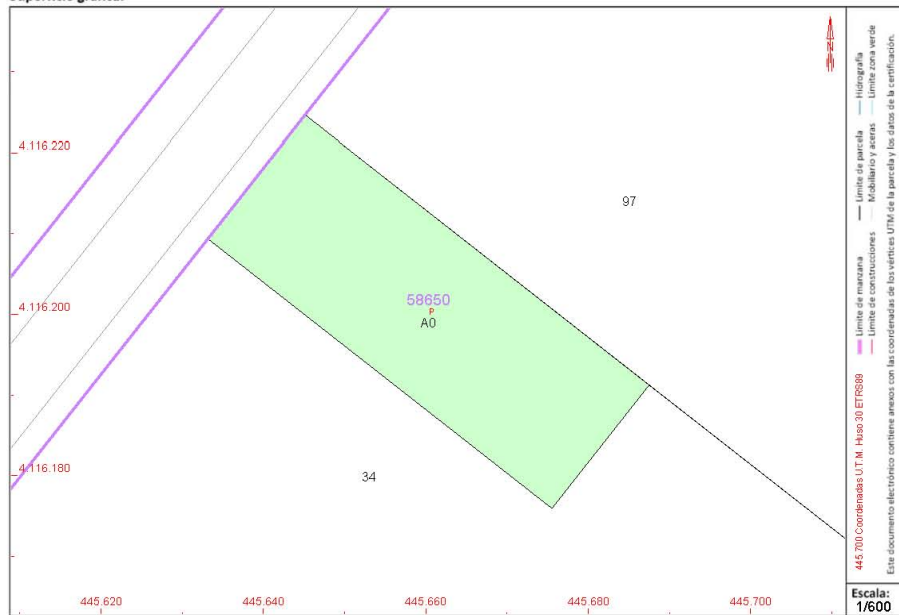 4.116.220
97
4.116.200
58650
P
A0
4.116.180
34
445.620
445.640
445.660
445.680
445.700
445.700 Coordenadas U.T.M. Huso 30 ETRS89
Límite de manzana
Límite de parcela
Hidrografía
Límite de construcciones
Mobiliario y aceras
Límite zona verde
Este documento electrónico contiene anexos con las coordenadas de los vértices UTM de la parcela y los datos de la certificación.
Escala:
1/600